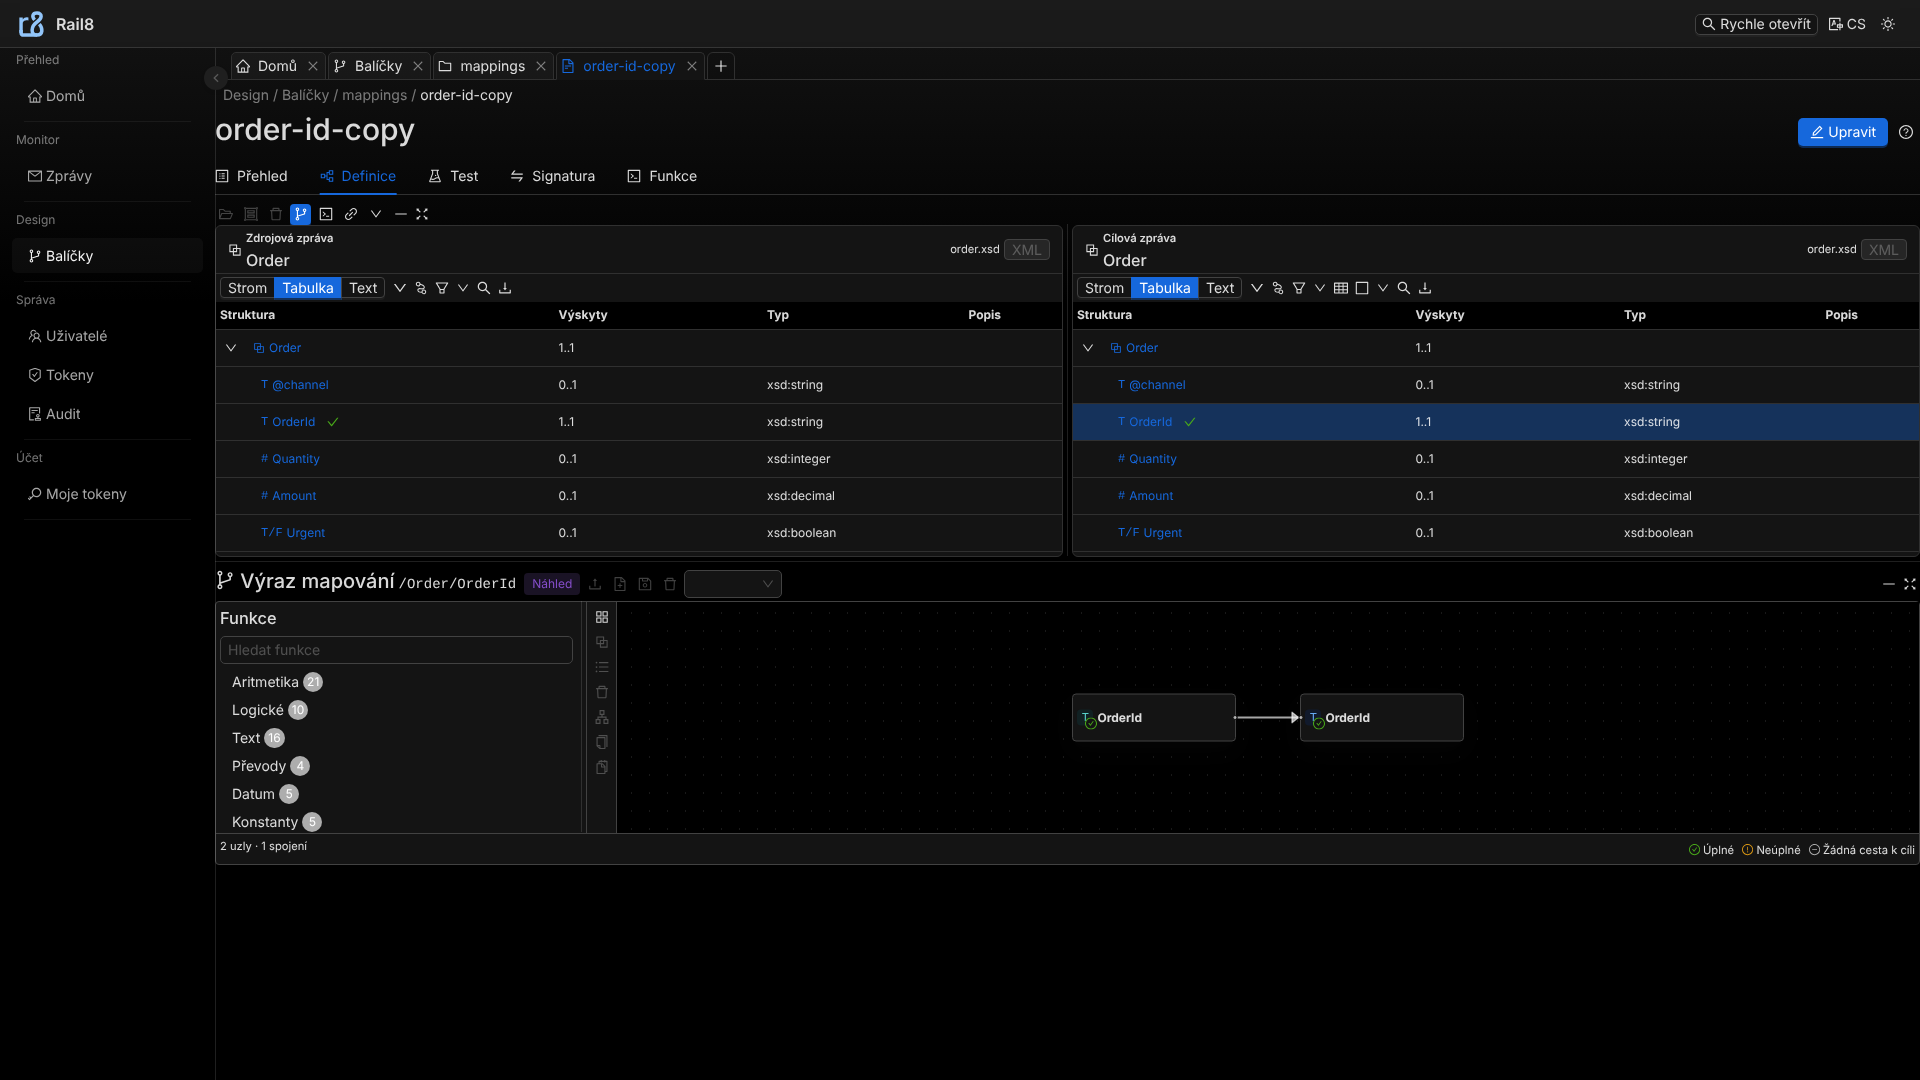 Rail8
Rychle otevřít
CS
Přehled
Domů
Monitor
Zprávy
Design
Balíčky
Správa
Uživatelé
Tokeny
Audit
Účet
Moje tokeny
Domů
Balíčky
mappings
order-id-copy
Design / Balíčky / mappings / order-id-copy
order-id-copy
Upravit
Přehled
Definice
Test
Signatura
Funkce
Zdrojová zpráva
Order
order.xsd
XML
Strom
Tabulka
Text
Struktura Výskyty Typ Popis
Order 1..1
T @channel 0..1 xsd:string
T OrderId 1..1 xsd:string
# Quantity 0..1 xsd:integer
# Amount 0..1 xsd:decimal
T/F Urgent 0..1 xsd:boolean
Cílová zpráva
Order
order.xsd
XML
Strom
Tabulka
Text
Struktura Výskyty Typ Popis
Order 1..1
T @channel 0..1 xsd:string
T OrderId 1..1 xsd:string
# Quantity 0..1 xsd:integer
# Amount 0..1 xsd:decimal
T/F Urgent 0..1 xsd:boolean
Výraz mapování /Order/OrderId Náhled
Funkce
Hledat funkce
Aritmetika 21
Logické 10
Text 16
Převody 4
Datum 5
Konstanty 5
T OrderId
T OrderId
2 uzly · 1 spojení
Úplné
Neúplné
Žádná cesta k cíli